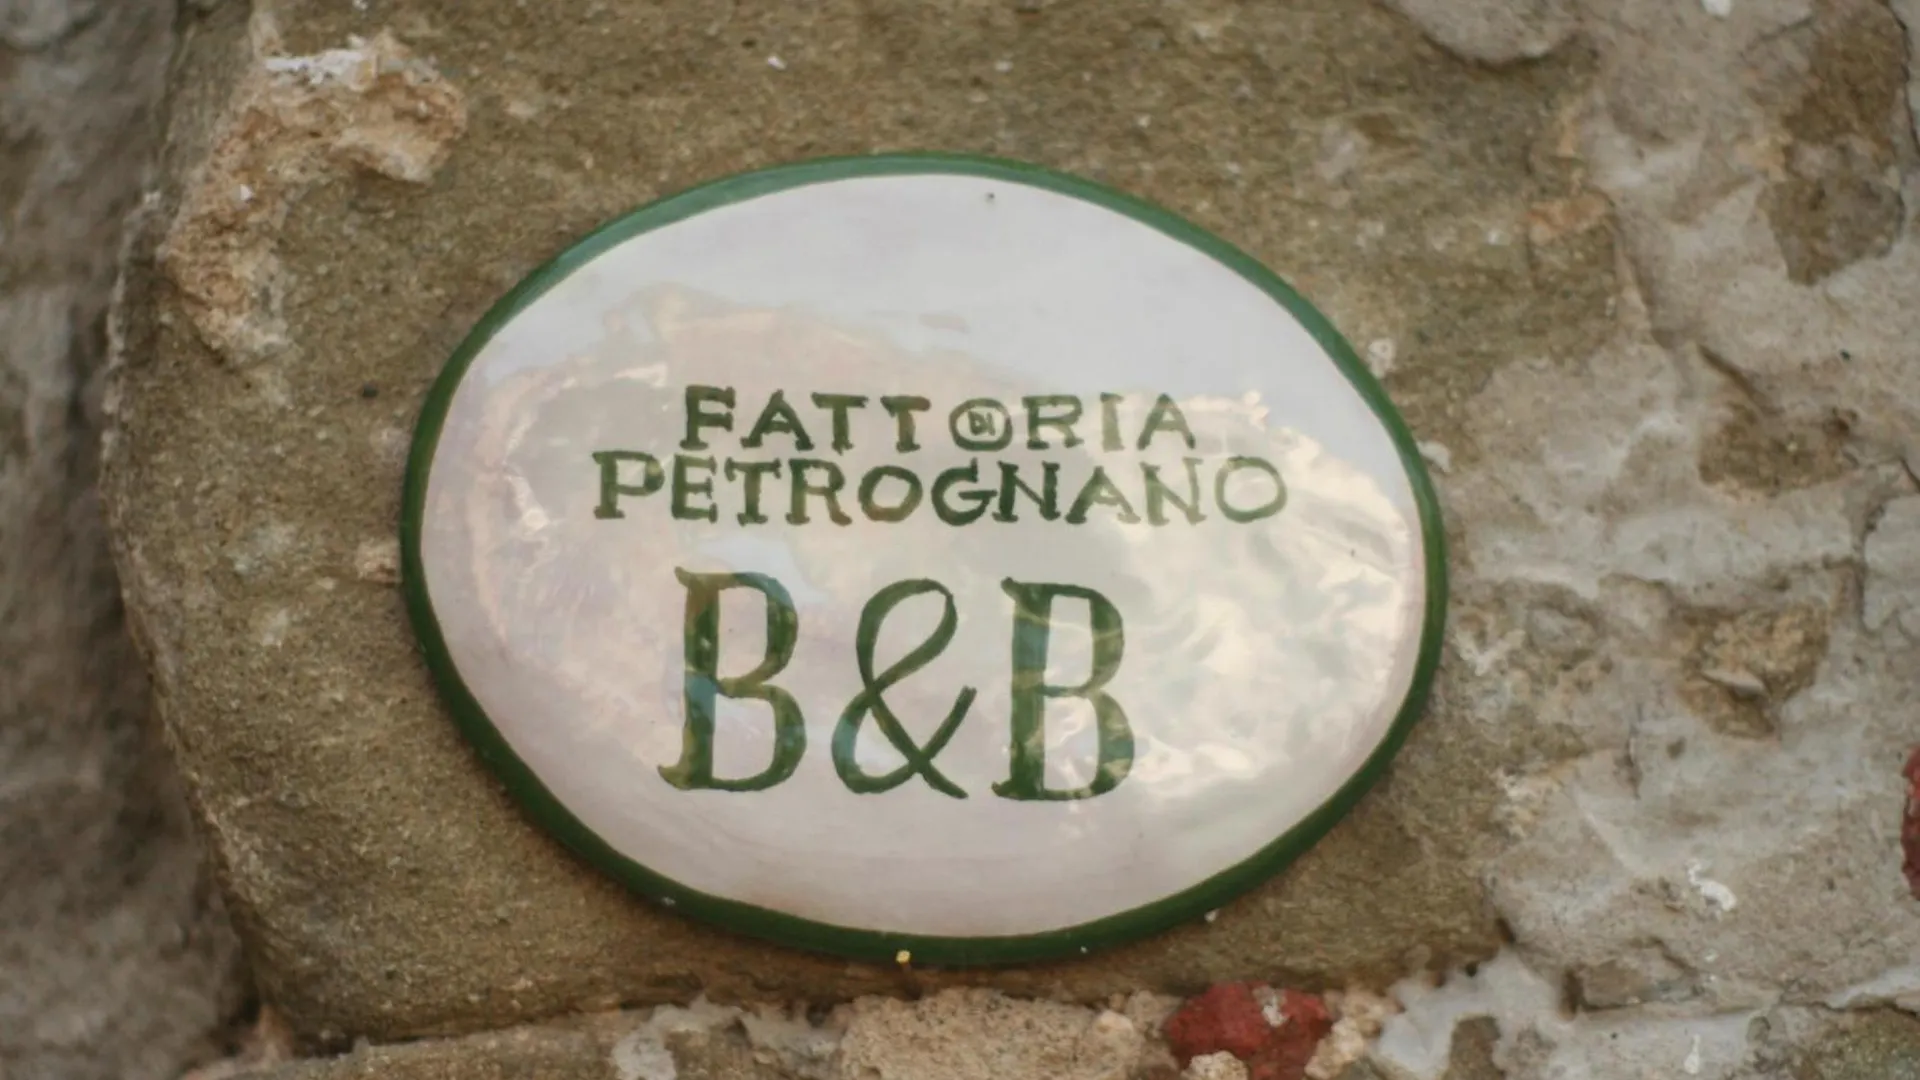 FATTORIA
DI
PETROGNANO
B&B